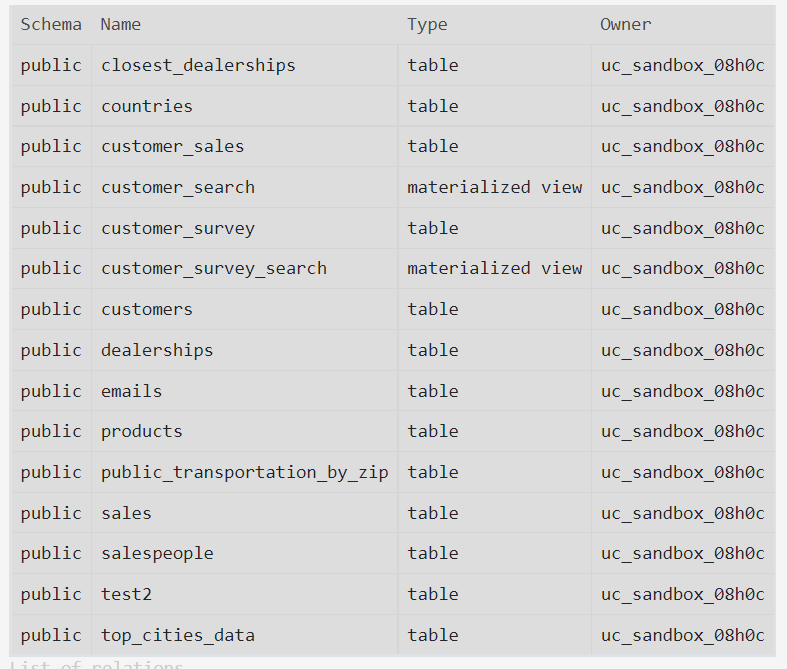 Schema Name Type Owner
public closest_dealerships table uc_sandbox_08h0c
public countries table uc_sandbox_08h0c
public customer_sales table uc_sandbox_08h0c
public customer_search materialized view uc_sandbox_08h0c
public customer_survey table uc_sandbox_08h0c
public customer_survey_search materialized view uc_sandbox_08h0c
public customers table uc_sandbox_08h0c
public dealerships table uc_sandbox_08h0c
public emails table uc_sandbox_08h0c
public products table uc_sandbox_08h0c
public public_transportation_by_zip table uc_sandbox_08h0c
public sales table uc_sandbox_08h0c
public salespeople table uc_sandbox_08h0c
public test2 table uc_sandbox_08h0c
public top_cities_data table uc_sandbox_08h0c
List of relations